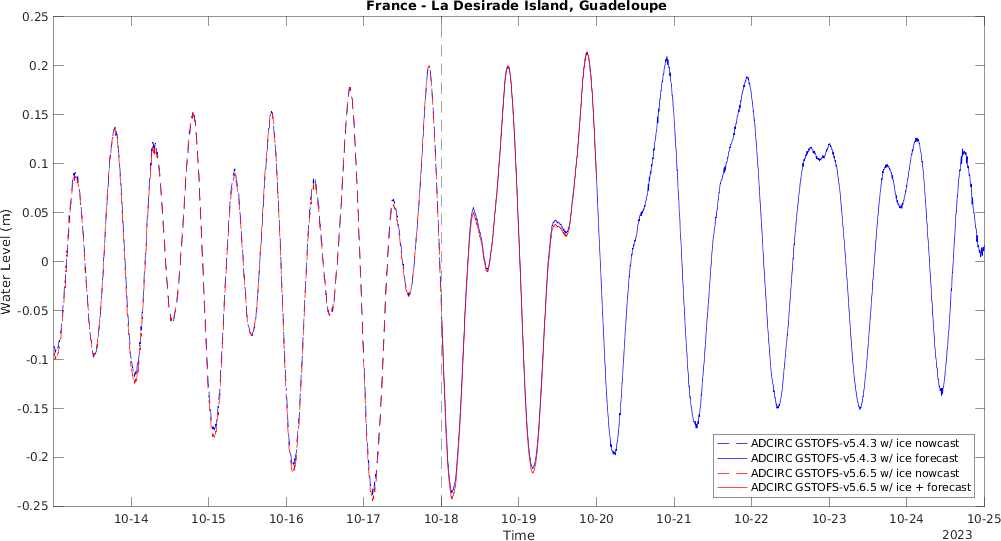 France - La Desirade Island, Guadeloupe
0.25
0.2
0.15
0.1
0.05
0
-0.05
-0.1
-0.15
-0.2
-0.25
Water Level (m)
ADCIRC GSTOFS-v5.4.3 w/ ice nowcast
ADCIRC GSTOFS-v5.4.3 w/ ice forecast
ADCIRC GSTOFS-v5.6.5 w/ ice nowcast
ADCIRC GSTOFS-v5.6.5 w/ ice + forecast
10-14 10-15 10-16 10-17 10-18 10-19 10-20 10-21 10-22 10-23 10-24 10-25
Time
2023